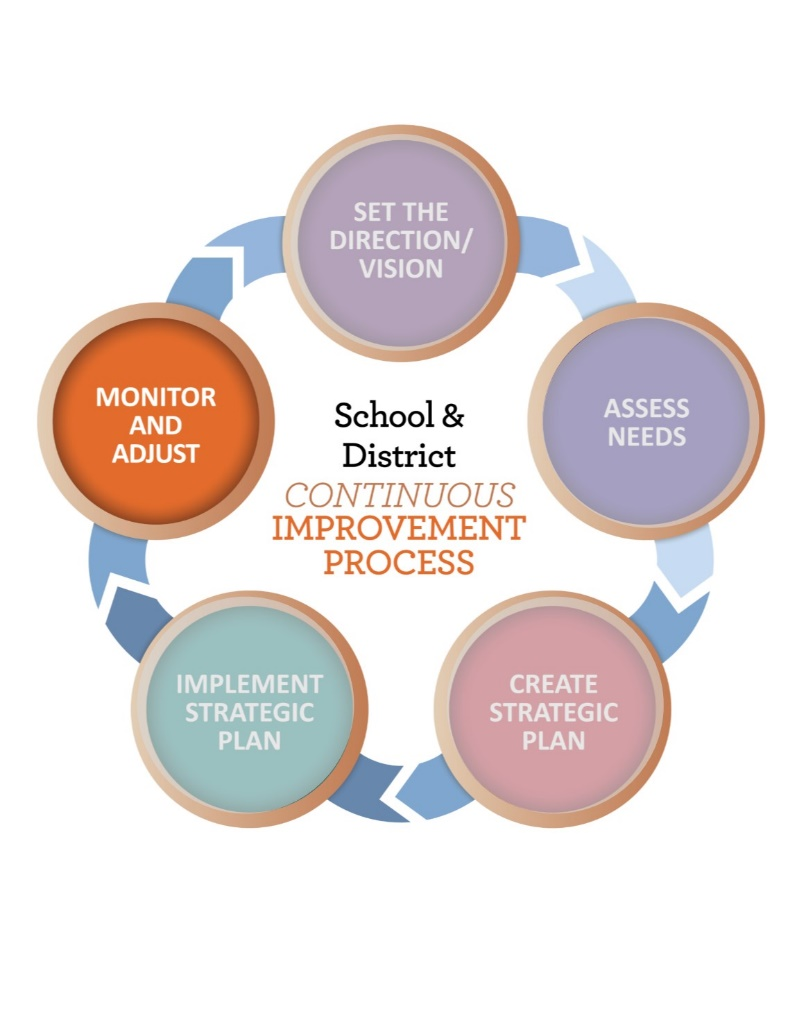 SET THE
DIRECTION/
VISION
MONITOR
AND
ADJUST
School &
District
CONTINUOUS
IMPROVEMENT
PROCESS
ASSESS
NEEDS
IMPLEMENT
STRATEGIC
PLAN
CREATE
STRATEGIC
PLAN